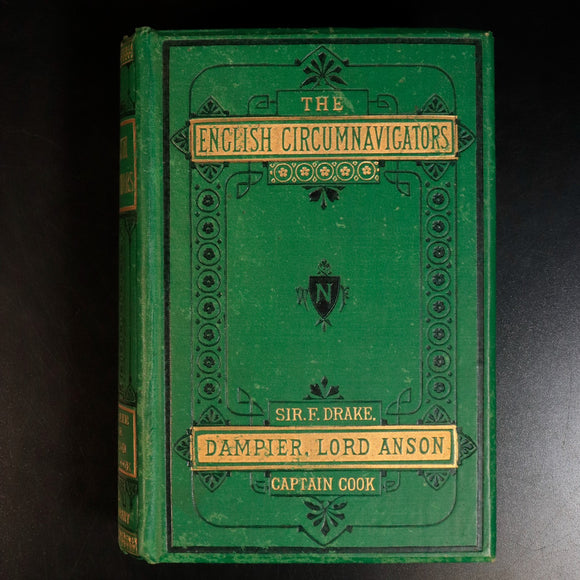 THE
ENGLISH CIRCUMNAVIGATORS
W N E
SIR. F. DRAKE,
DAMPIER, LORD ANSON
CAPTAIN COOK